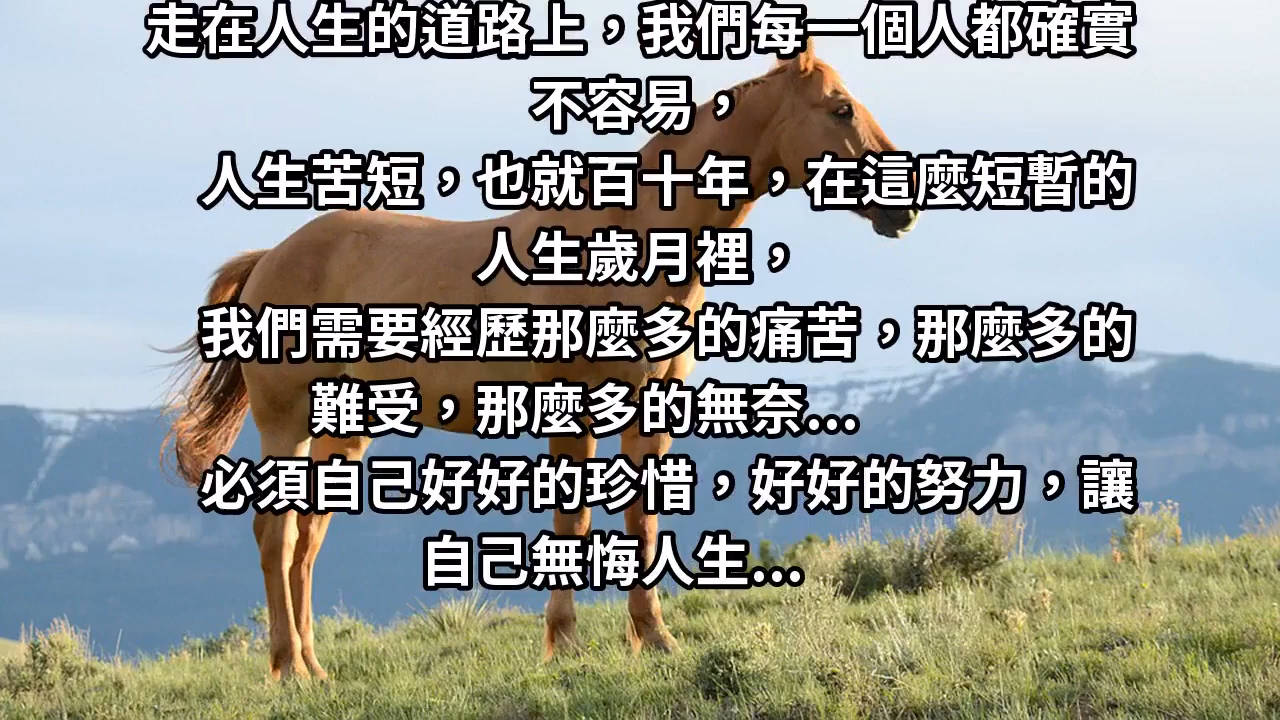 走在人生的道路上，我們每一個人都確實
不容易，
人生苦短，也就百十年，在這麼短暫的
人生歲月裡，
我們需要經歷那麼多的痛苦，那麼多的
難受，那麼多的無奈...
必須自己好好的珍惜，好好的努力，讓
自己無悔人生...